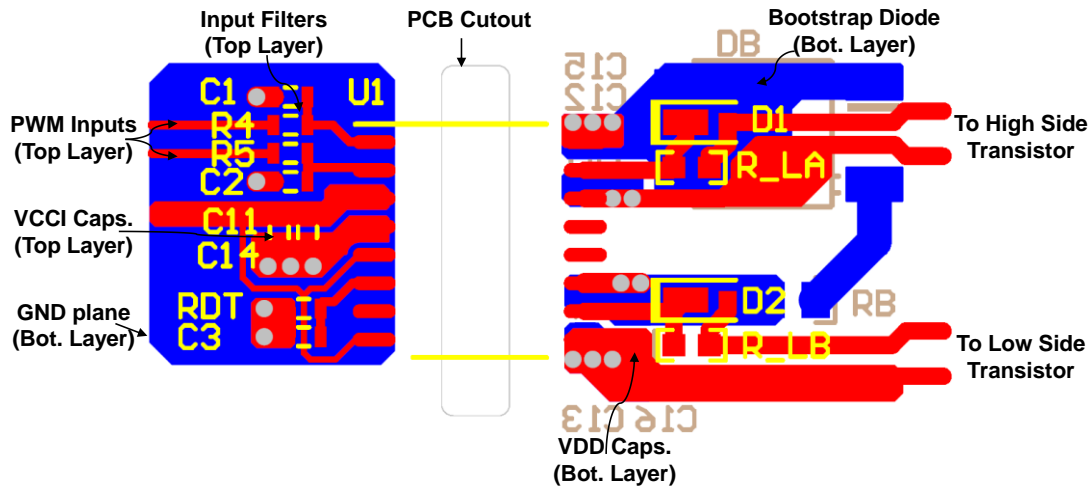 Input Filters
(Top Layer)
PCB Cutout
Bootstrap Diode
(Bot. Layer)
DB
C15
C12
C1
U1
PWM Inputs
(Top Layer)
R4
R5
C2
D1
R_LA
To High Side
Transistor
VCCI Caps.
(Top Layer)
C11
C14
GND plane
(Bot. Layer)
RDT
C3
D2
RB
R_LB
To Low Side
Transistor
C13 C16
VDD Caps.
(Bot. Layer)